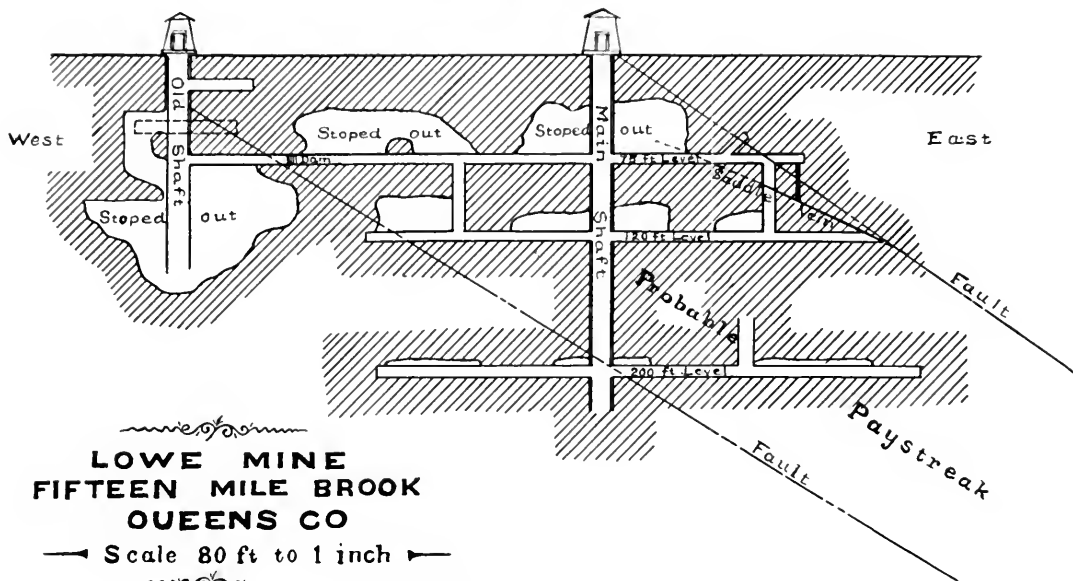 West
Old Shaft
Stoped out
Dam
Stoped out
Stoped out
Main Shaft
75 ft Level
Saddle Vein
120 ft Level
East
Fault
Probable
Paystreak
200 ft Level
Fault
LOWE MINE
FIFTEEN MILE BROOK
QUEENS CO
Scale 80 ft to 1 inch